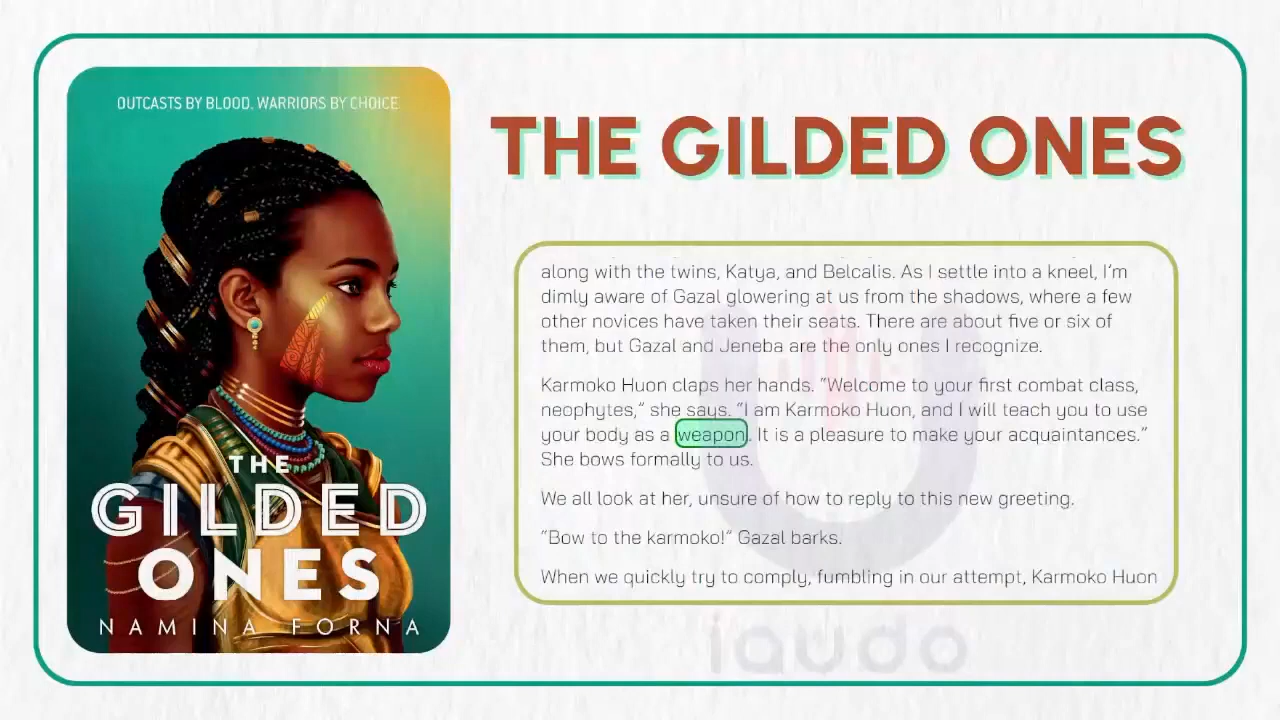 OUTCASTS BY BLOOD. WARRIORS BY CHOICE
THE
GILDED
ONES
NAMINA FORNA
THE GILDED ONES
along with the twins, Katya, and Belcalis. As I settle into a kneel, I’m
dimly aware of Gazal glowering at us from the shadows, where a few
other novices have taken their seats. There are about five or six of
them, but Gazal and Jeneba are the only ones I recognize.
Karmoko Huon claps her hands. “Welcome to your first combat class,
neophytes,” she says. “I am Karmoko Huon, and I will teach you to use
your body as a weapon. It is a pleasure to make your acquaintances.”
She bows formally to us.
We all look at her, unsure of how to reply to this new greeting.
“Bow to the karmoko!” Gazal barks.
When we quickly try to comply, fumbling in our attempt, Karmoko Huon
iaudo